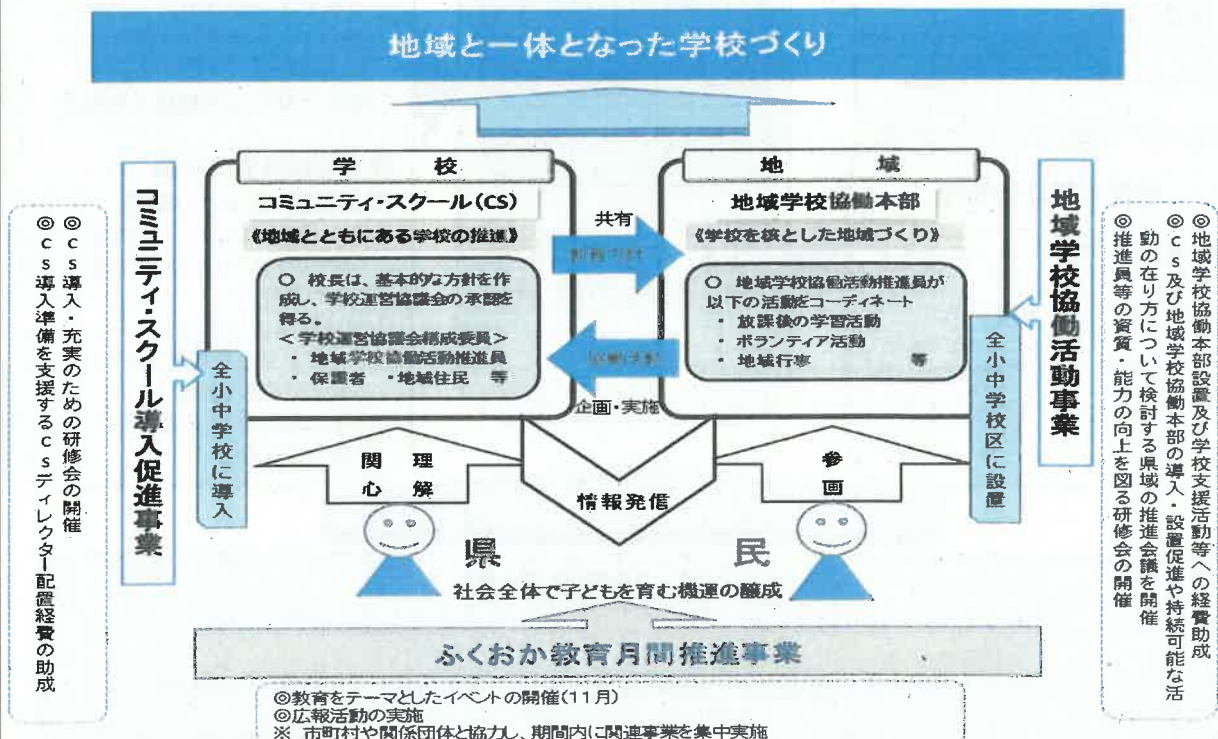 地域と一体となった学校づくり
学校
コミュニティ・スクール(CS)
《地域とともにある学校の推進》
○ 校長は、基本的な方針を作
成し、学校運営協議会の承認を
得る。
<学校運営協議会構成委員>
・ 地域学校協働活動推進員
・ 保護者 ・地域住民 等
共有
企画・実施
地域
地域学校協働本部
《学校を核とした地域づくり》
○ 地域学校協働活動推進員が
以下の活動をコーディネート
・ 放課後の学習活動
・ ボランティア活動
・ 地域行事 等
コミュニティ・スクール導入促進事業
全小中学校に導入
◎CS導入・充実のための研修会の開催
◎CS導入準備を支援するCSディレクター配置経費の助成
地域学校協働活動事業
全小中学校区に設置
◎地域学校協働本部設置及び学校支援活動等への経費助成
◎CS及び地域学校協働本部の導入・設置促進や持続可能な活
動の在り方について検討する県域の推進会議を開催
◎推進員等の資質・能力の向上を図る研修会の開催
関心
理解
情報発信
参画
県民
社会全体で子どもを育む機運の醸成
ふくおか教育月間推進事業
◎教育をテーマとしたイベントの開催(11月)
◎広報活動の実施
※ 市町村や関係団体と協力し、期間内に関連事業を集中実施